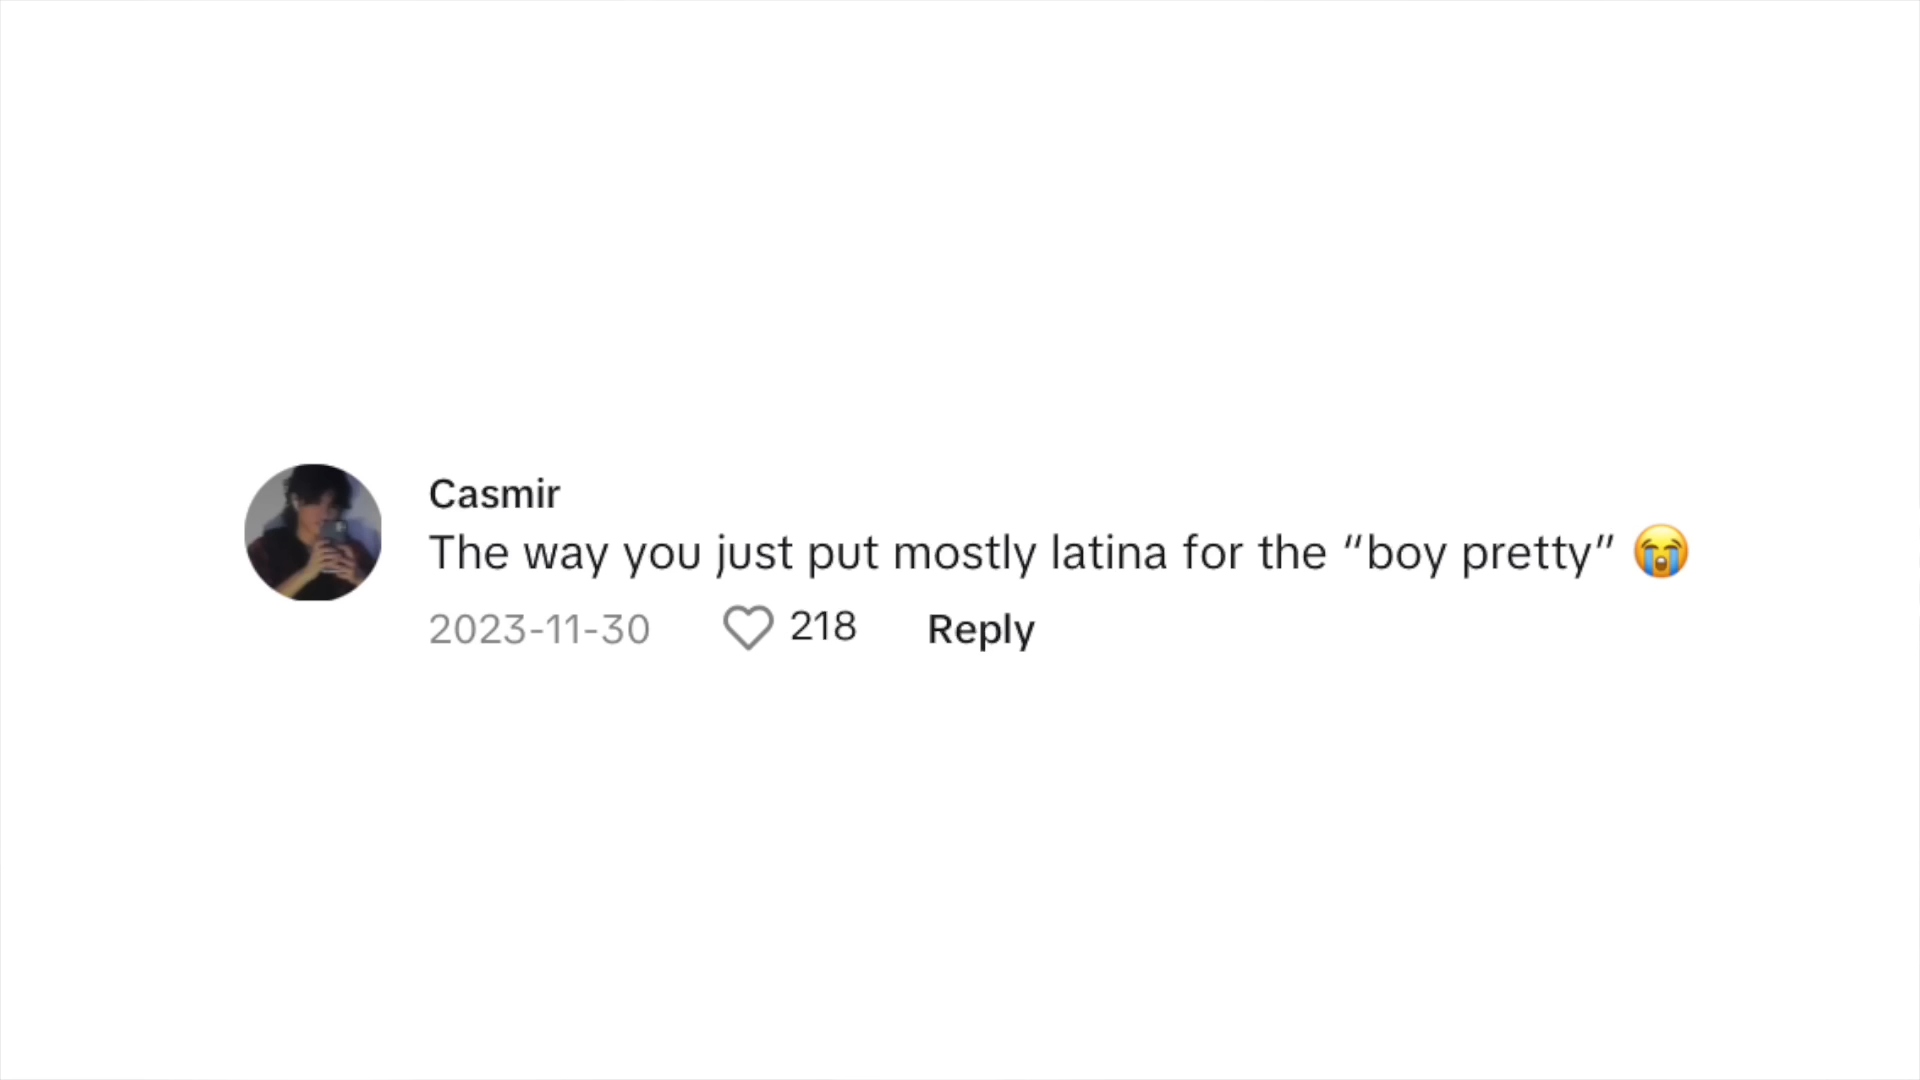 Casmir
The way you just put mostly latina for the “boy pretty” 😭
2023-11-30 218 Reply